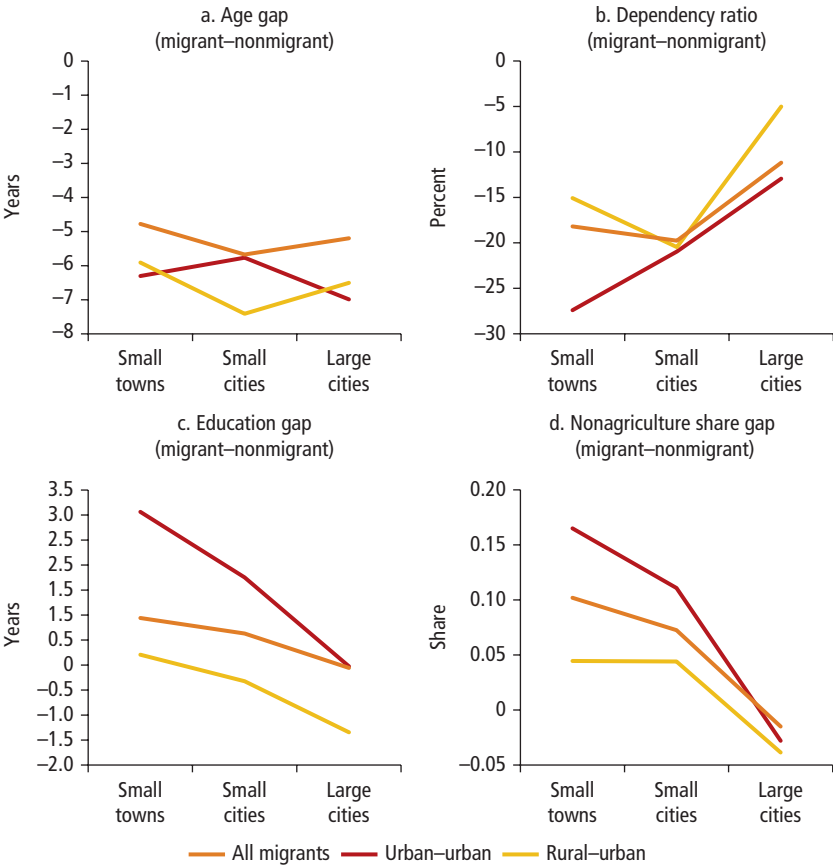 a. Age gap
(migrant–nonmigrant)
0
–1
–2
–3
–4
–5
–6
–7
–8
Years
Small
towns
Small
cities
Large
cities
b. Dependency ratio
(migrant–nonmigrant)
0
–5
–10
–15
–20
–25
–30
Percent
Small
towns
Small
cities
Large
cities
c. Education gap
(migrant–nonmigrant)
3.5
3.0
2.5
2.5
1.5
1.5
0.5
0
–0.5
–1.0
–1.5
–2.0
Years
Small
towns
Small
cities
Large
cities
d. Nonagriculture share gap
(migrant–nonmigrant)
0.20
0.15
0.10
0.05
0
–0.05
Share
Small
towns
Small
cities
Large
cities
All migrants
Urban–urban
Rural–urban